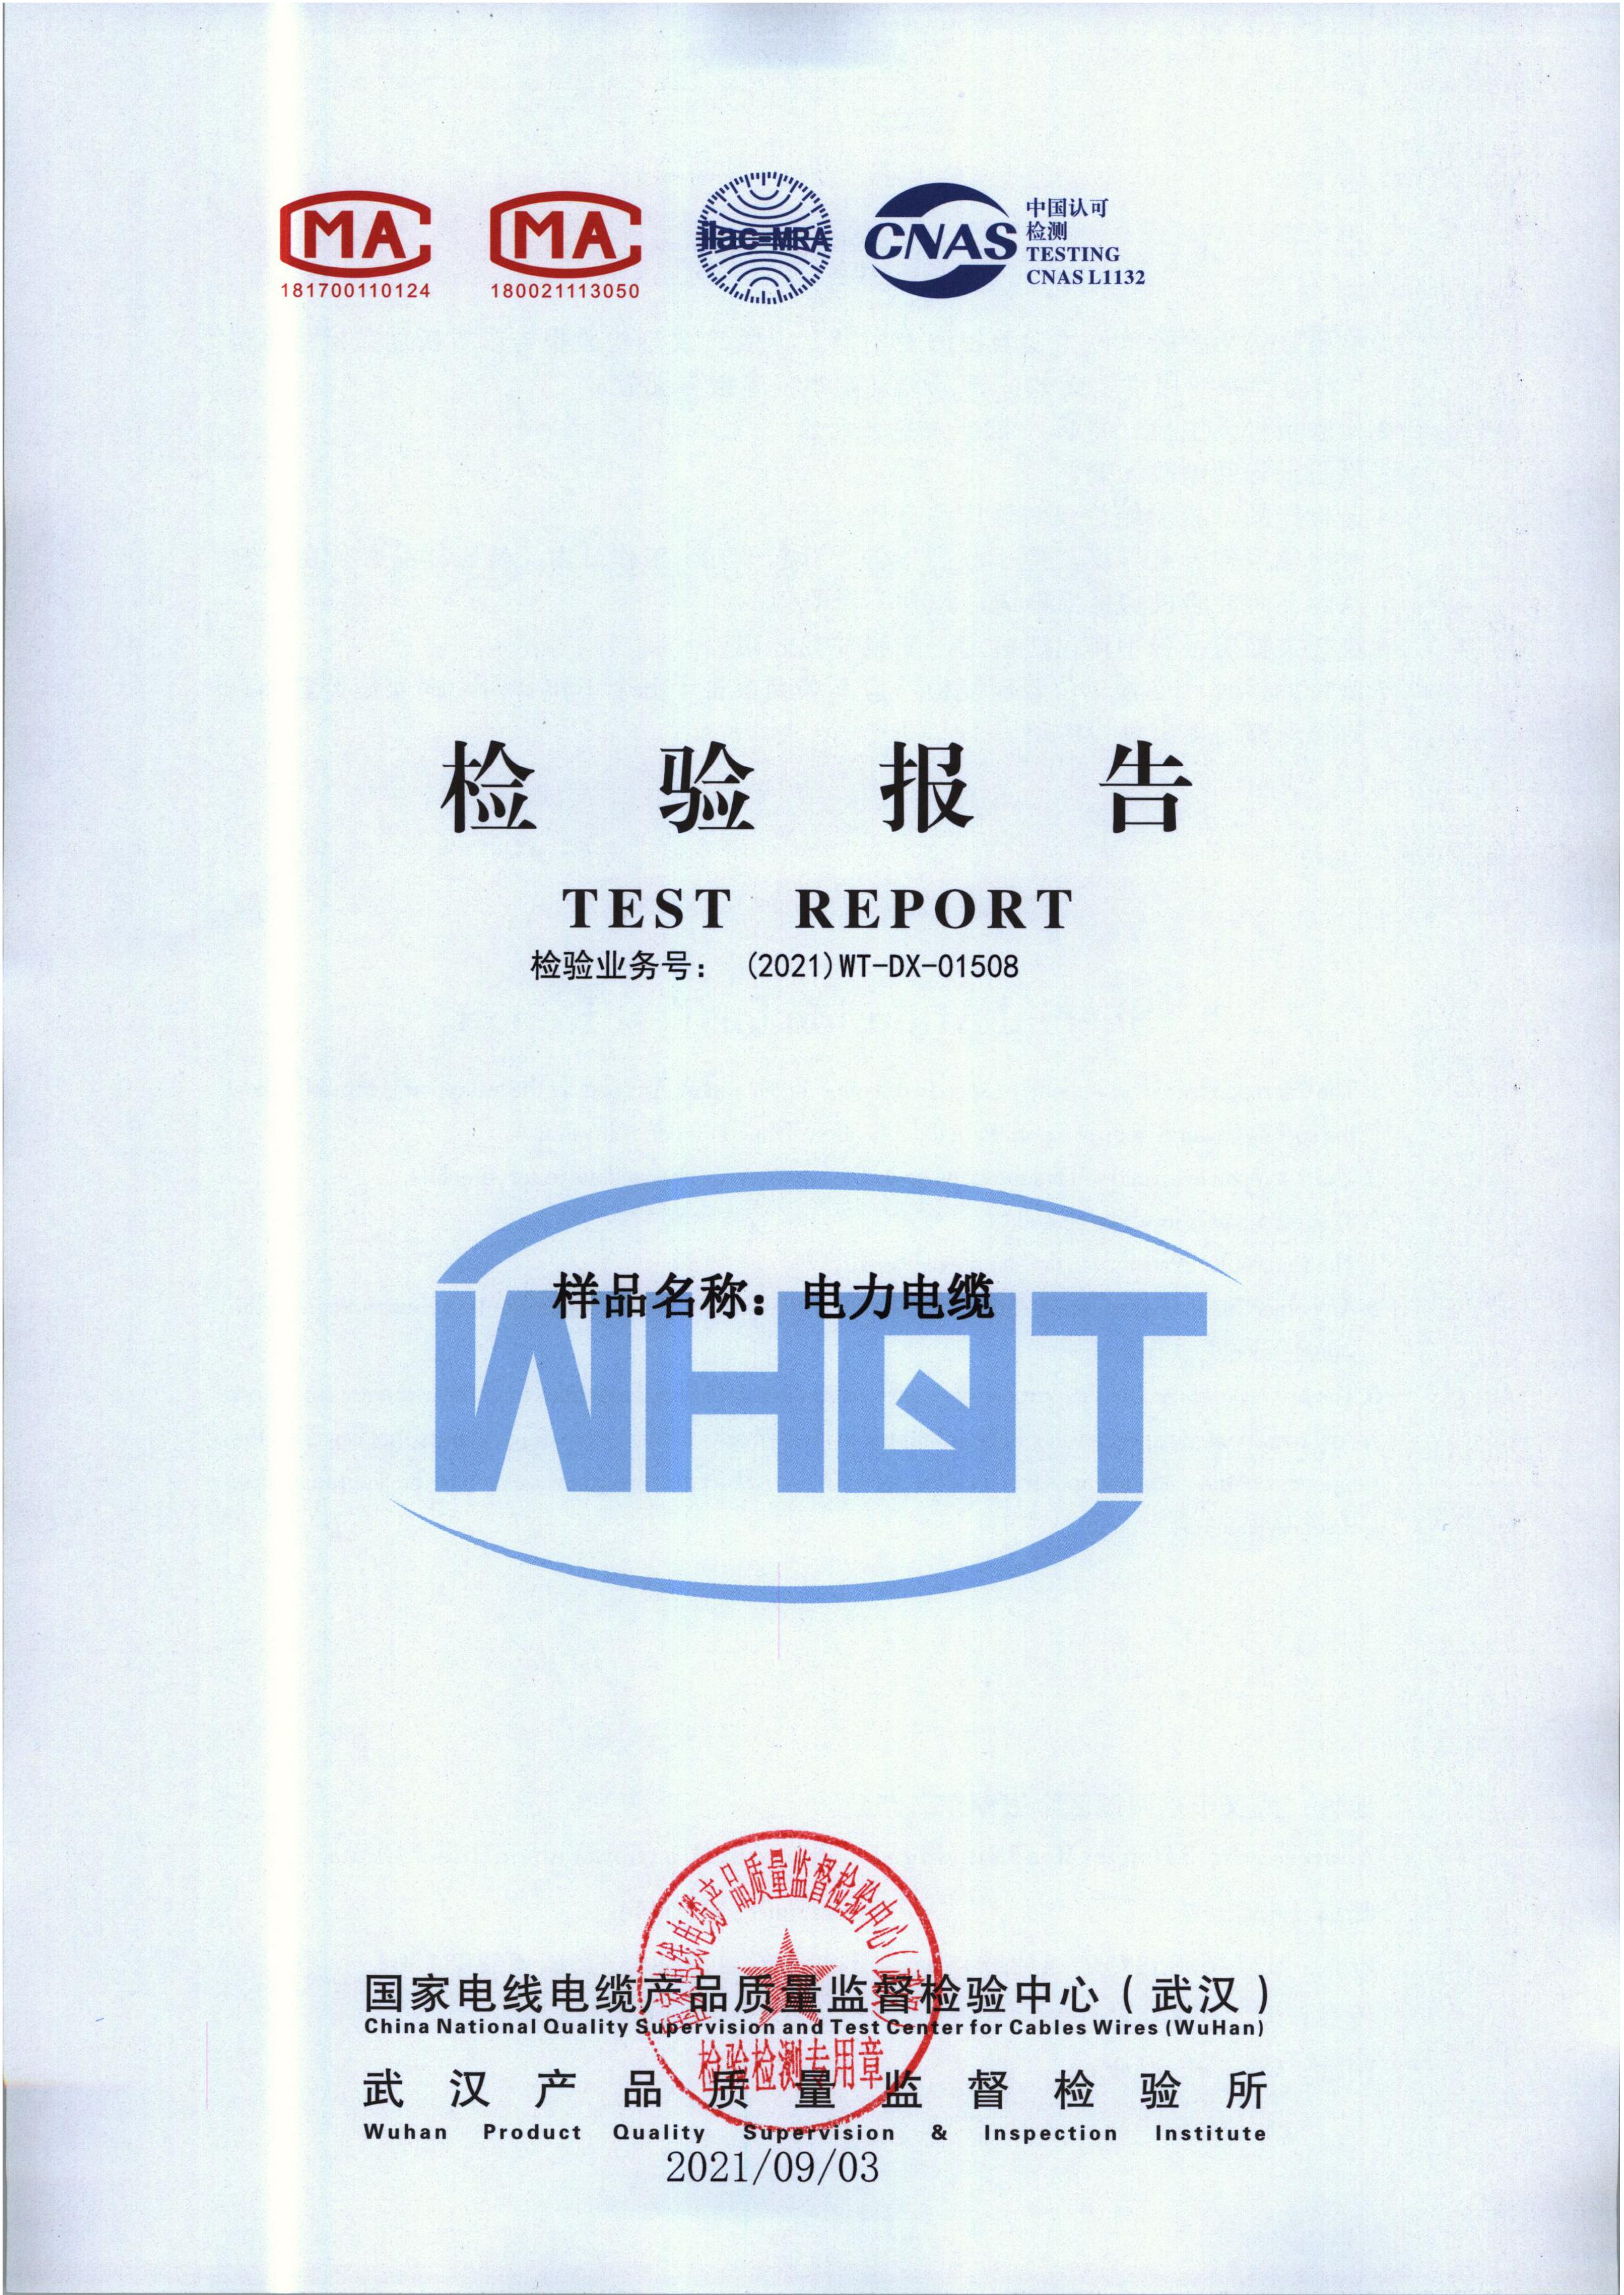 MA
181700110124
MA
180021113050
ilac-MRA
CNAS
中国认可
检测
TESTING
CNAS L1132
检验报告
TEST REPORT
检验业务号： (2021)WT-DX-01508
样品名称：电力电缆
WHQT
国家电线电缆产品质量监督检验中心（武汉）
检验检测专用章
国家电线电缆产品质量监督检验中心（武汉）
China National Quality Supervision and Test Center for Cables Wires (WuHan)
武汉产品质量监督检验所
Wuhan Product Quality Supervision & Inspection Institute
2021/09/03